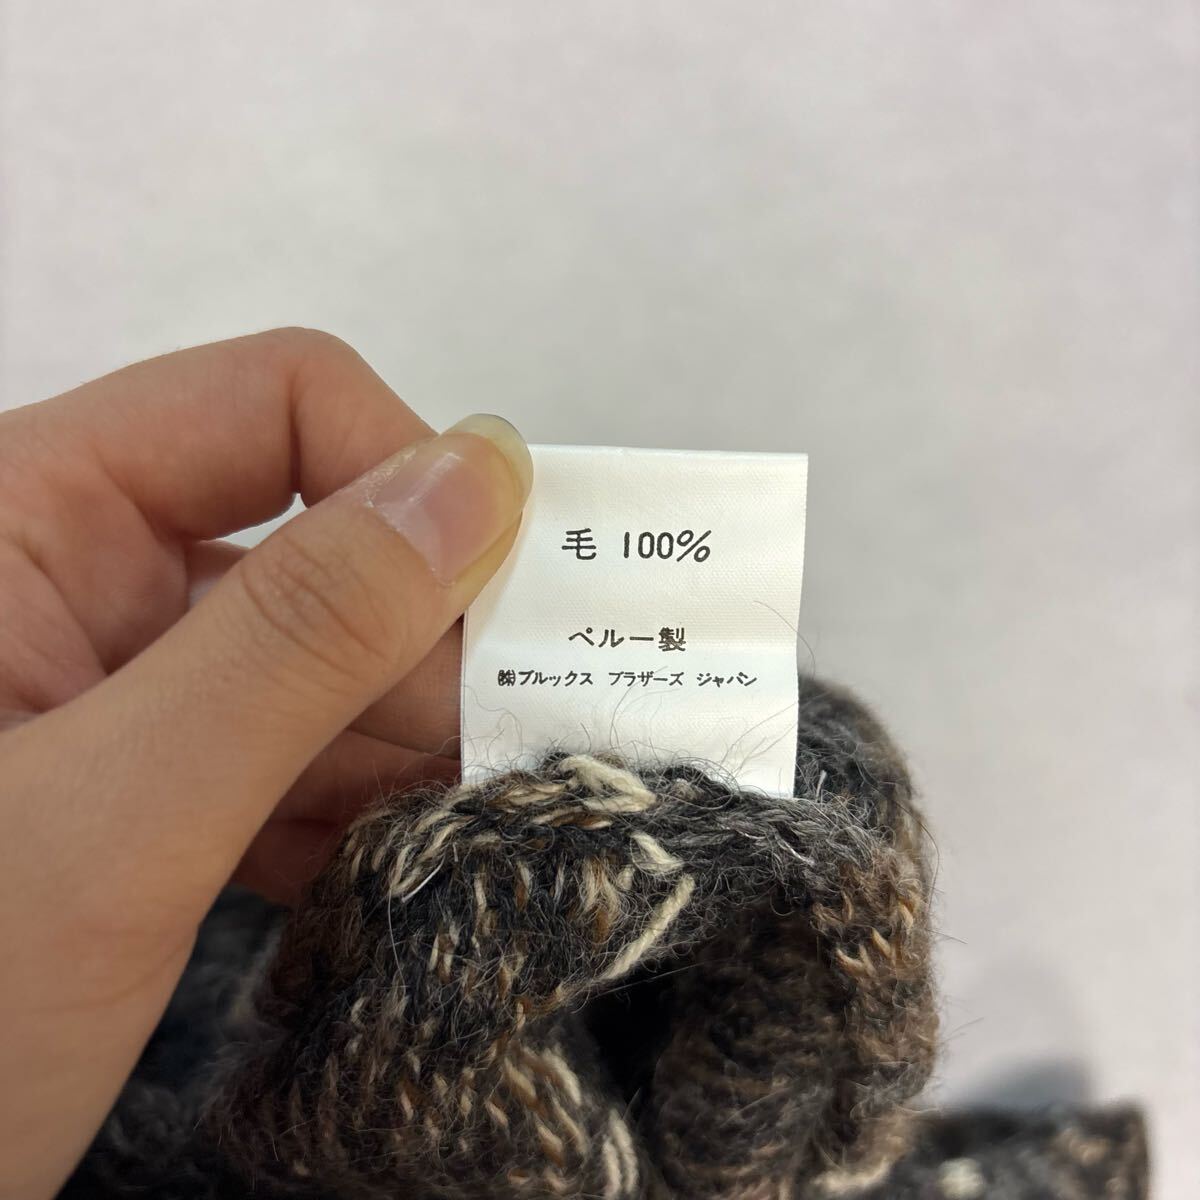 毛 100%
ペルー製
㈱ブルックス ブラザーズ ジャパン